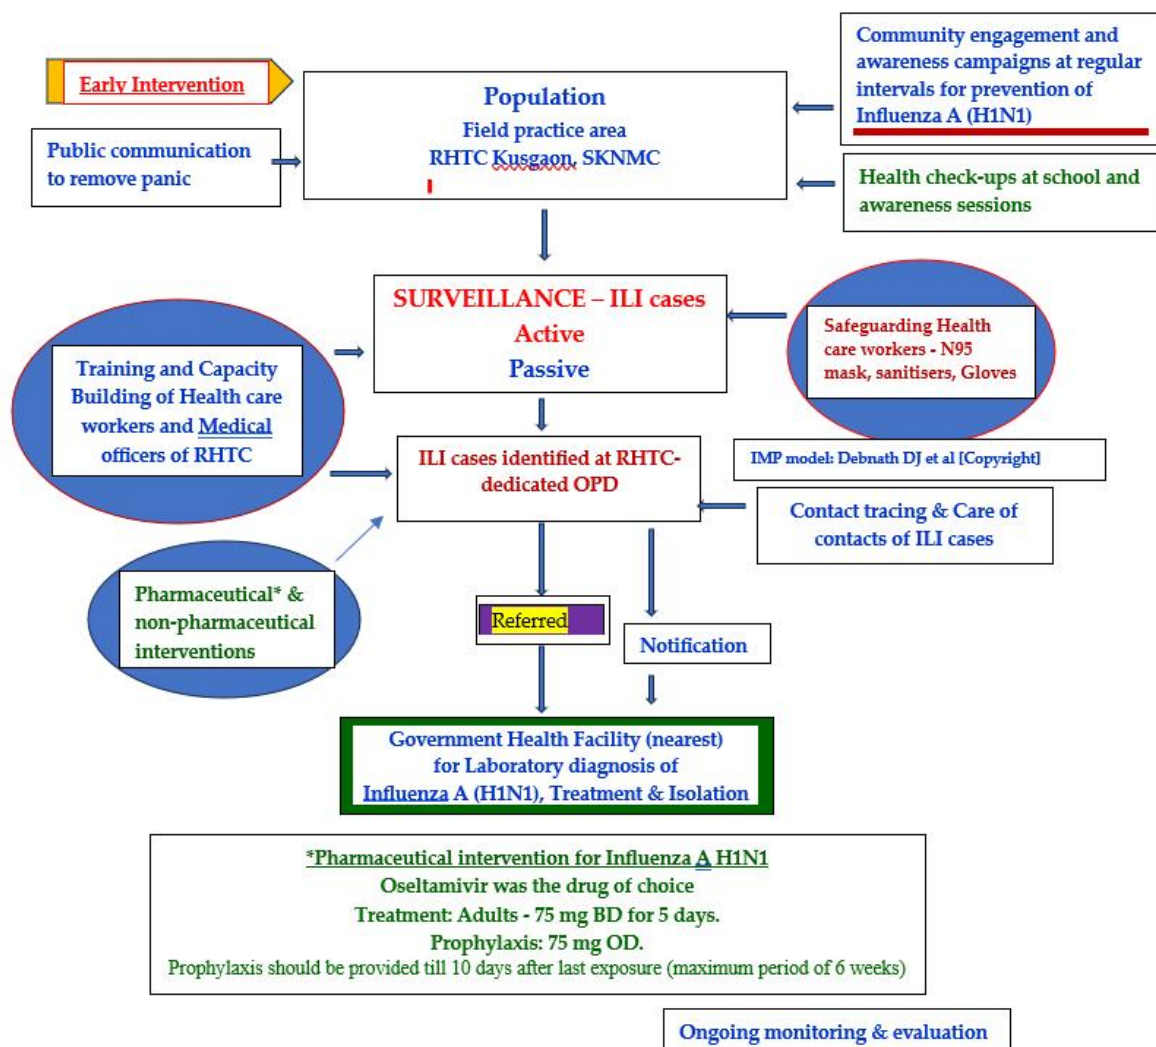 Early Intervention
Public communication
to remove panic
Population
Field practice area
RHTC Kusgaon, SKNMC
Community engagement and
awareness campaigns at regular
intervals for prevention of
Influenza A (H1N1)
Health check-ups at school and
awareness sessions
SURVEILLANCE – ILI cases
Active
Passive
Safeguarding Health
care workers - N95
mask, sanitisers, Gloves
Training and Capacity
Building of Health care
workers and Medical
officers of RHTC
ILI cases identified at RHTC-
dedicated OPD
IMP model: Debnath DJ et al [Copyright]
Contact tracing & Care of
contacts of ILI cases
Pharmaceutical* &
non-pharmaceutical
interventions
Referred
Notification
Government Health Facility (nearest)
for Laboratory diagnosis of
Influenza A (H1N1), Treatment & Isolation
*Pharmaceutical intervention for Influenza A H1N1
Oseltamivir was the drug of choice
Treatment: Adults - 75 mg BD for 5 days.
Prophylaxis: 75 mg OD.
Prophylaxis should be provided till 10 days after last exposure (maximum period of 6 weeks)
Ongoing monitoring & evaluation